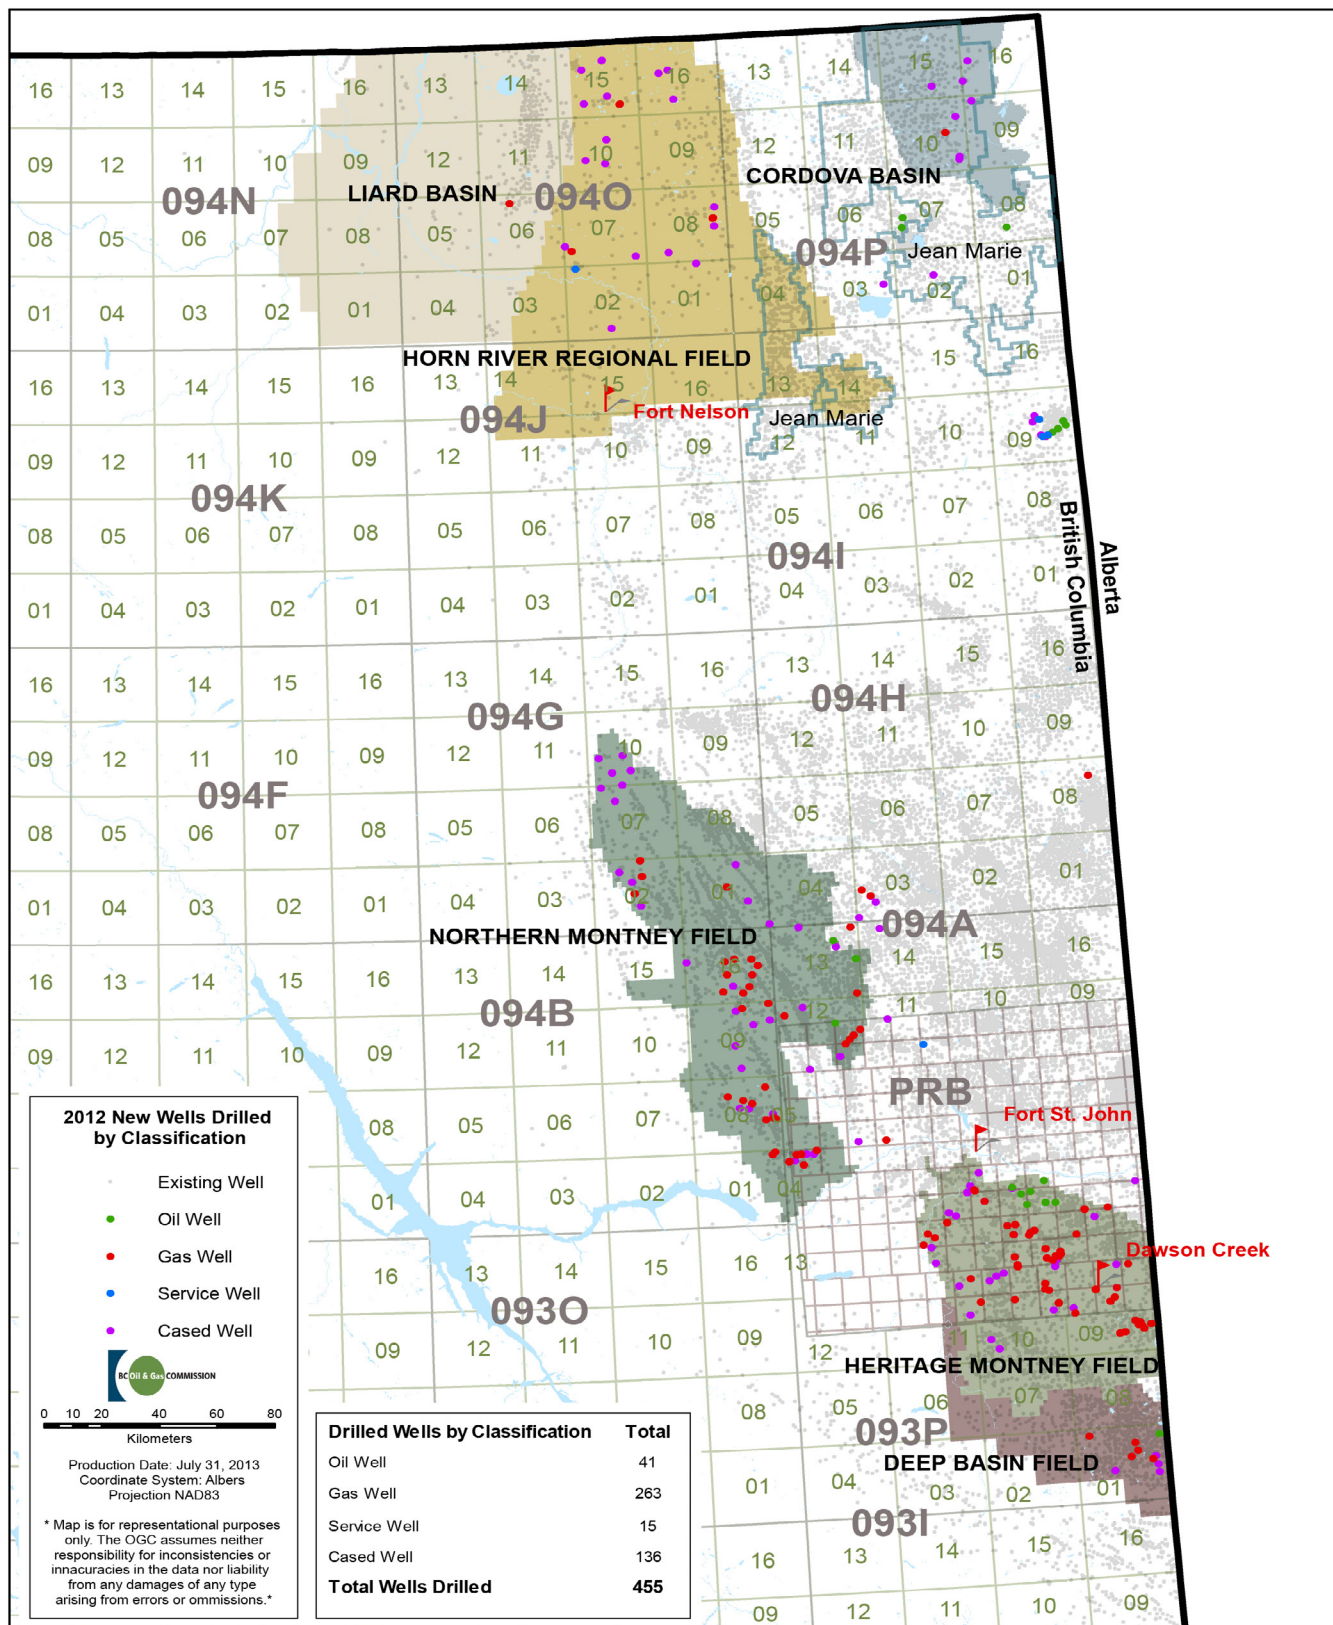 16 13 14 15 16 13 14 15 16 13 14 15 16
09 12 11 10 09 12 11 10 09 12 11 10 09
094N LIARD BASIN 094O CORDOVA BASIN
08 05 06 07 08 05 06 07 08 05 06 07 08
094P Jean Marie
01 04 03 02 01 04 03 02 01 04 03 02 01
HORN RIVER REGIONAL FIELD
16 13 14 15 16 13 14 15 16 13 14 15 16
094J Fort Nelson Jean Marie
09 12 11 10 09 12 11 10 09 12 11 10 09
094K
08 05 06 07 08 05 06 07 08 05 06 07 08
094I
British Columbia
Alberta
01 04 03 02 01 04 03 02 01 04 03 02 01
16 13 14 15 16 13 14 15 16 13 14 15 16
094G 094H
09 12 11 10 09 12 11 10 09 12 11 10 09
094F
08 05 06 07 08 05 06 07 08 05 06 07 08
01 04 03 02 01 04 03 02 01 04 03 02 01
NORTHERN MONTNEY FIELD 094A
16 13 14 15 16 13 14 15 16 13 14 15 16
094B
09 12 11 10 09 12 11 10 09 12 11 10 09
PRB
Fort St. John
08 05 06 07 08 05
01 04 03 02 01 04
Dawson Creek
16 13 14 15 16 13
093O
09 12 11 10 09 12 11 10 09
HERITAGE MONTNEY FIELD
08 05 06 07 08
093P
DEEP BASIN FIELD
01 04 03 02 01
093I
16 13 14 15 16
09 12 11 10 09
2012 New Wells Drilled
by Classification
Existing Well
Oil Well
Gas Well
Service Well
Cased Well
BC Oil & Gas COMMISSION
0 10 20 40 60 80
Kilometers
Production Date: July 31, 2013
Coordinate System: Albers
Projection NAD83
* Map is for representational purposes
only. The OGC assumes neither
responsibility for inconsistencies or
innacuracies in the data nor liability
from any damages of any type
arising from errors or ommissions.*
Drilled Wells by Classification Total
Oil Well 41
Gas Well 263
Service Well 15
Cased Well 136
Total Wells Drilled 455